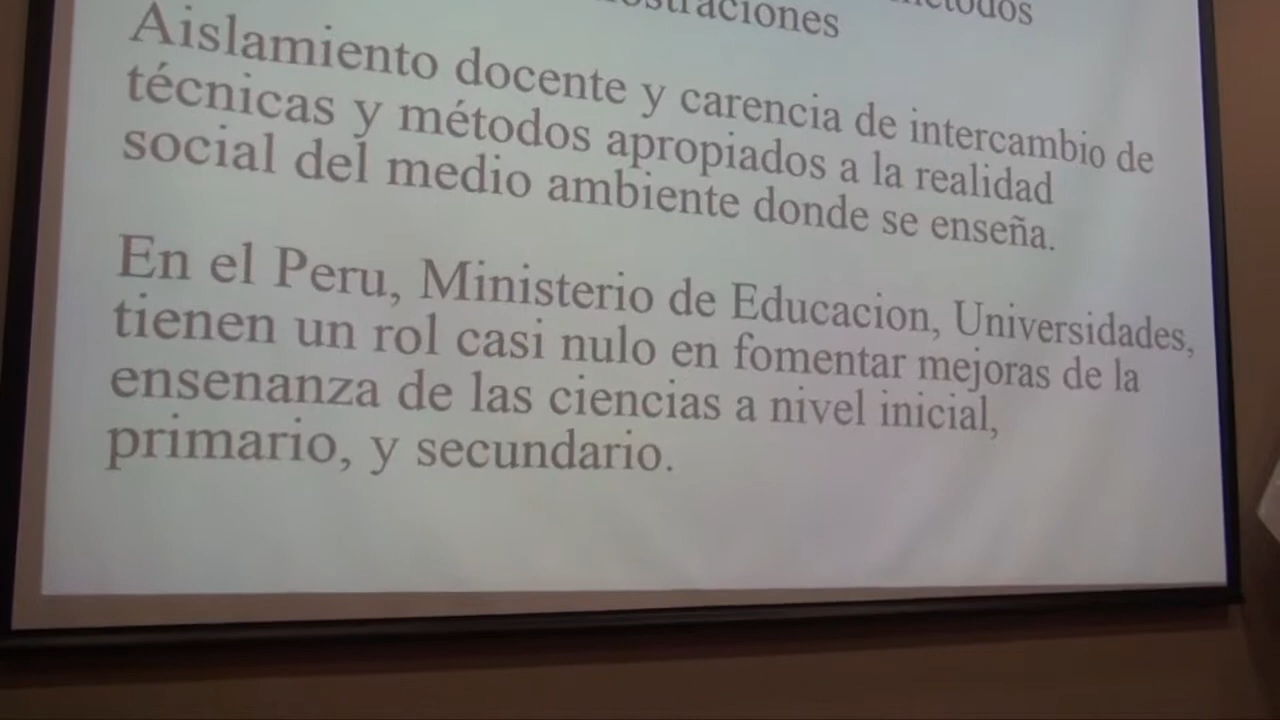 Aislamiento docente y carencia de intercambio de
técnicas y métodos apropiados a la realidad
social del medio ambiente donde se enseña.
En el Peru, Ministerio de Educacion, Universidades,
tienen un rol casi nulo en fomentar mejoras de la
ensenanza de las ciencias a nivel inicial,
primario, y secundario.